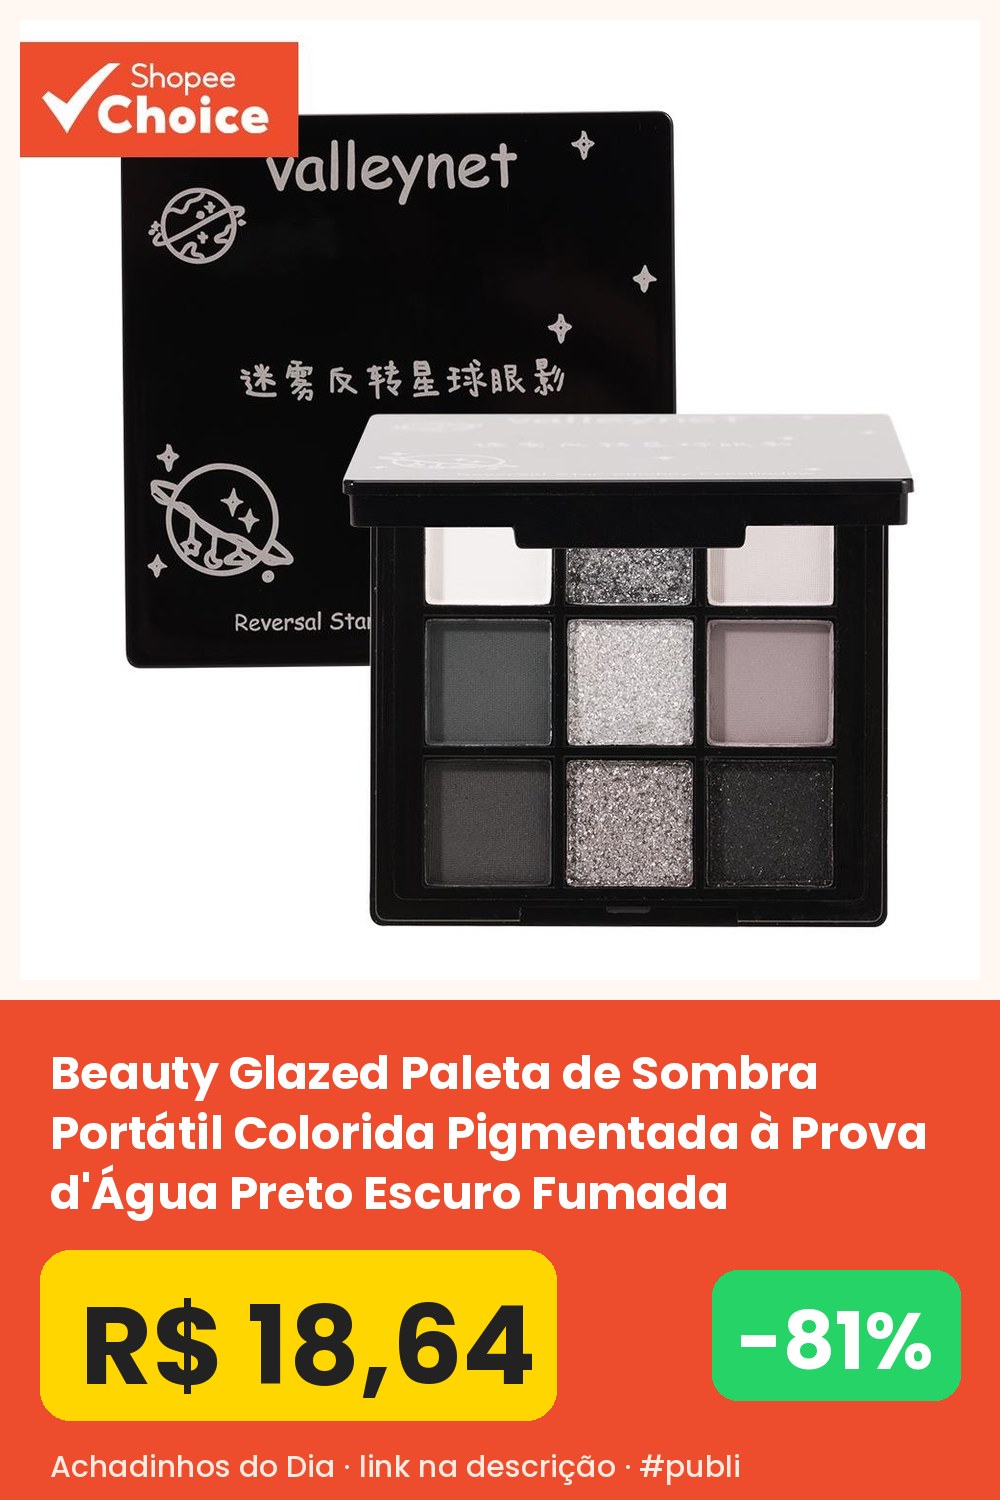 Shopee
Choice
valleynet
迷雾反转星球眼影
Reversal Star
Beauty Glazed Paleta de Sombra
Portátil Colorida Pigmentada à Prova
d'Água Preto Escuro Fumada
R$ 18,64
-81%
Achadinhos do Dia · link na descrição · #publi